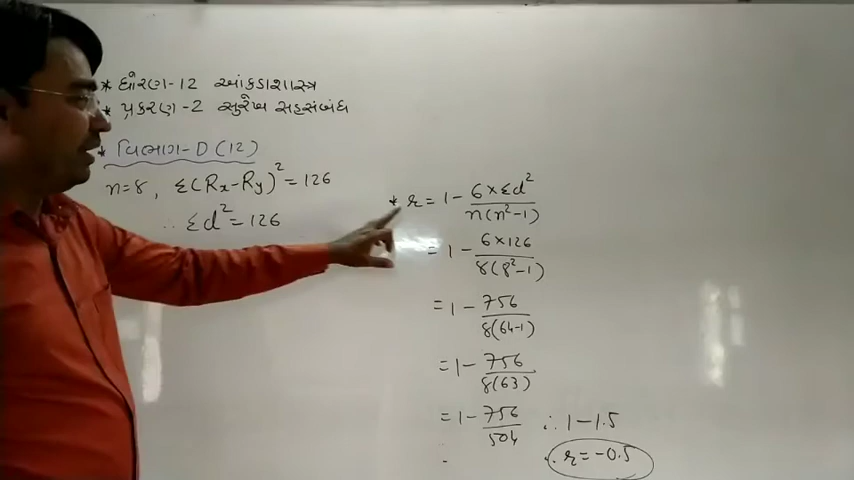 * ધોરણ-12 આંકડાશાસ્ત્ર
* પ્રકરણ-2 સુરેખ સહસંબંધ
* વિભાગ-D (12)
n=8, Σ(Rx-Ry)²=126
∴ Σd²=126
* r = 1 - 6×Σd² / n(n²-1)
= 1 - 6×126 / 8(8²-1)
= 1 - 756 / 8(64-1)
= 1 - 756 / 8(63)
= 1 - 756 / 504 ∴ 1-1.5
∴ r=-0.5